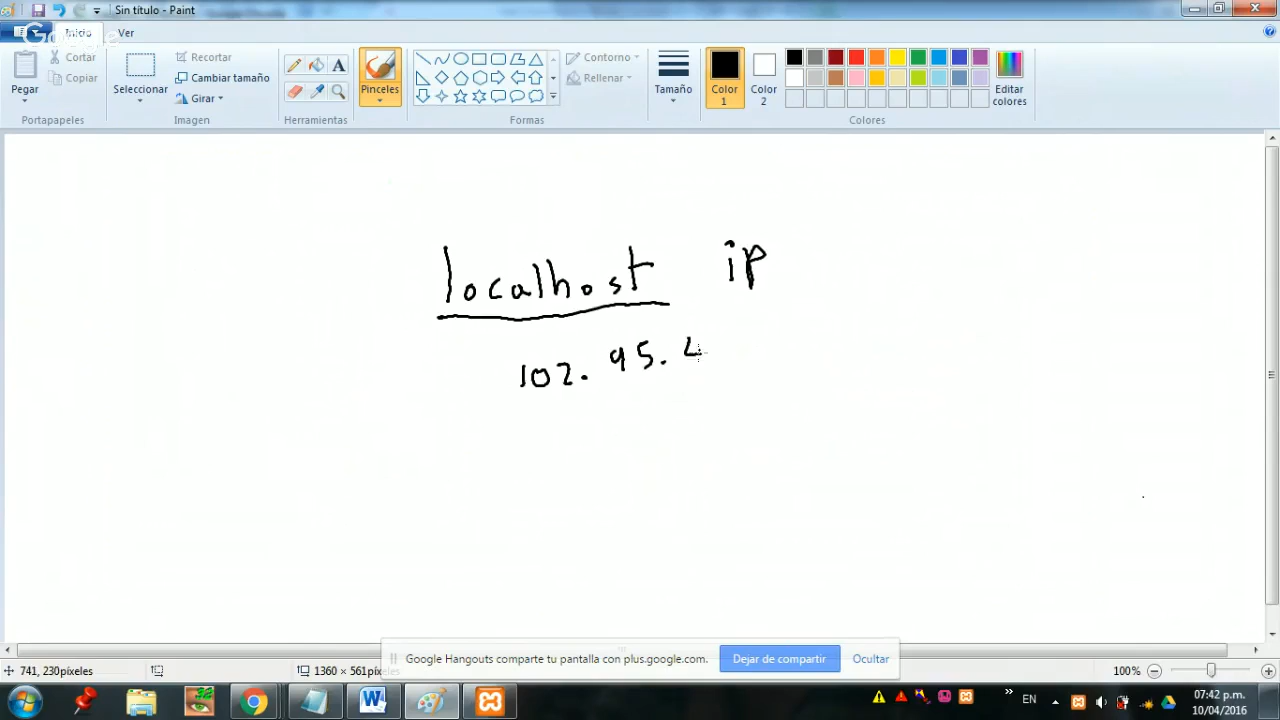 Sin título - Paint
Inicio Ver
Pegar
Cortar
Copiar
Portapapeles
Seleccionar
Recortar
Cambiar tamaño
Girar
Imagen
Herramientas
Pinceles
Contorno
Rellenar
Formas
Tamaño
Color 1
Color 2
Editar colores
Colores
localhost ip
102. 95. 4
Google Hangouts comparte tu pantalla con plus.google.com. Dejar de compartir Ocultar
741, 230píxeles
1360 × 561píxeles
100%
EN
07:42 p.m.
10/04/2016